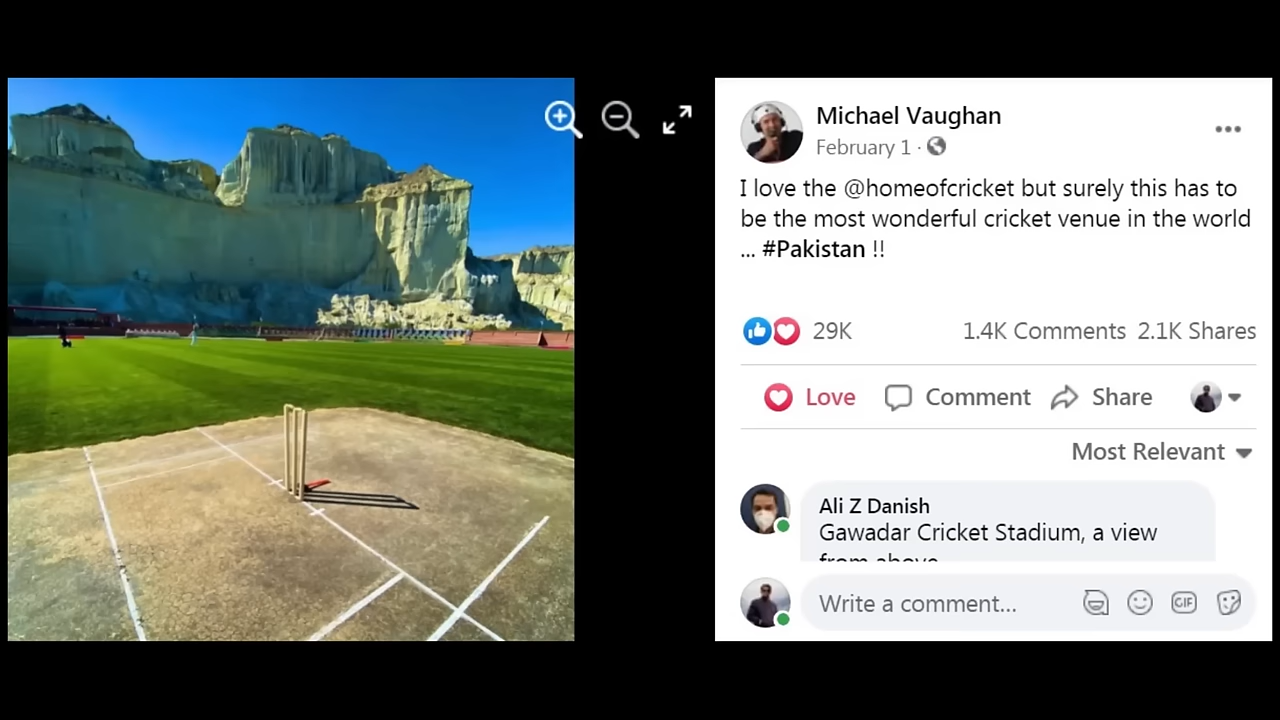 Michael Vaughan
February 1 ·
I love the @homeofcricket but surely this has to
be the most wonderful cricket venue in the world
... #Pakistan !!
29K 1.4K Comments 2.1K Shares
Love Comment Share
Most Relevant
Ali Z Danish
Gawadar Cricket Stadium, a view
from above
Write a comment...
GIF